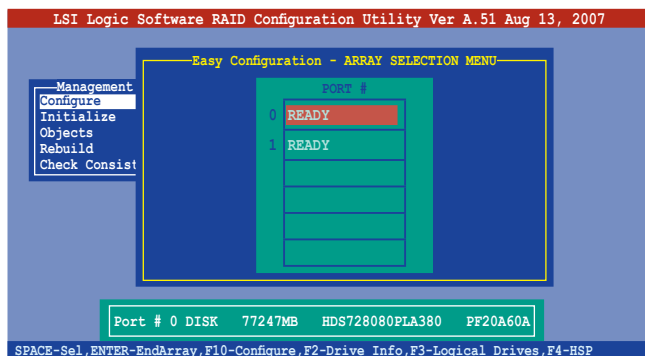 LSI Logic Software RAID Configuration Utility Ver A.51 Aug 13, 2007
Easy Configuration - ARRAY SELECTION MENU
Management
Configure
Initialize
Objects
Rebuild
Check Consist
PORT #
0 READY
1 READY
Port # 0 DISK 77247MB HDS728080PLA380 PF20A60A
SPACE-Sel,ENTER-EndArray,F10-Configure,F2-Drive Info,F3-Logical Drives,F4-HSP